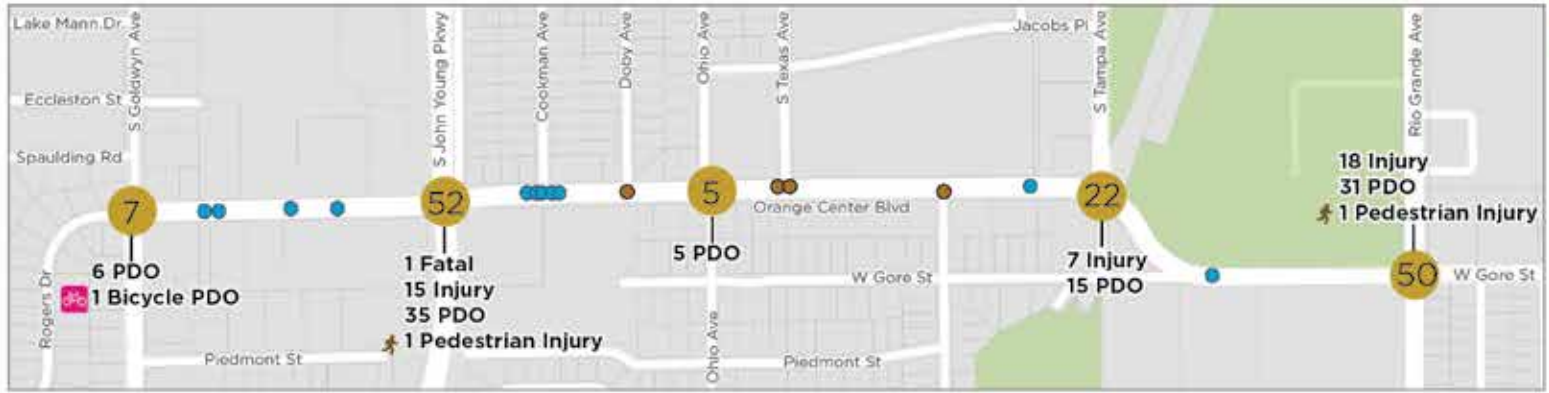 Lake Mann Dr.
S Goldwyn Ave
S John Young Pkwy
Cookman Ave
Doby Ave
Ohio Ave
S Texas Ave
Jacobs Pl
S Tampa Ave
Rio Grande Ave
Eccleston St
Spaulding Rd
7
52
5
22
18 Injury
31 PDO
1 Pedestrian Injury
Orange Center Blvd
6 PDO
1 Bicycle PDO
1 Fatal
15 Injury
35 PDO
1 Pedestrian Injury
5 PDO
W Gore St
7 Injury
15 PDO
50
W Gore St
Rogers Dr
Piedmont St
Ohio Ave
Piedmont St